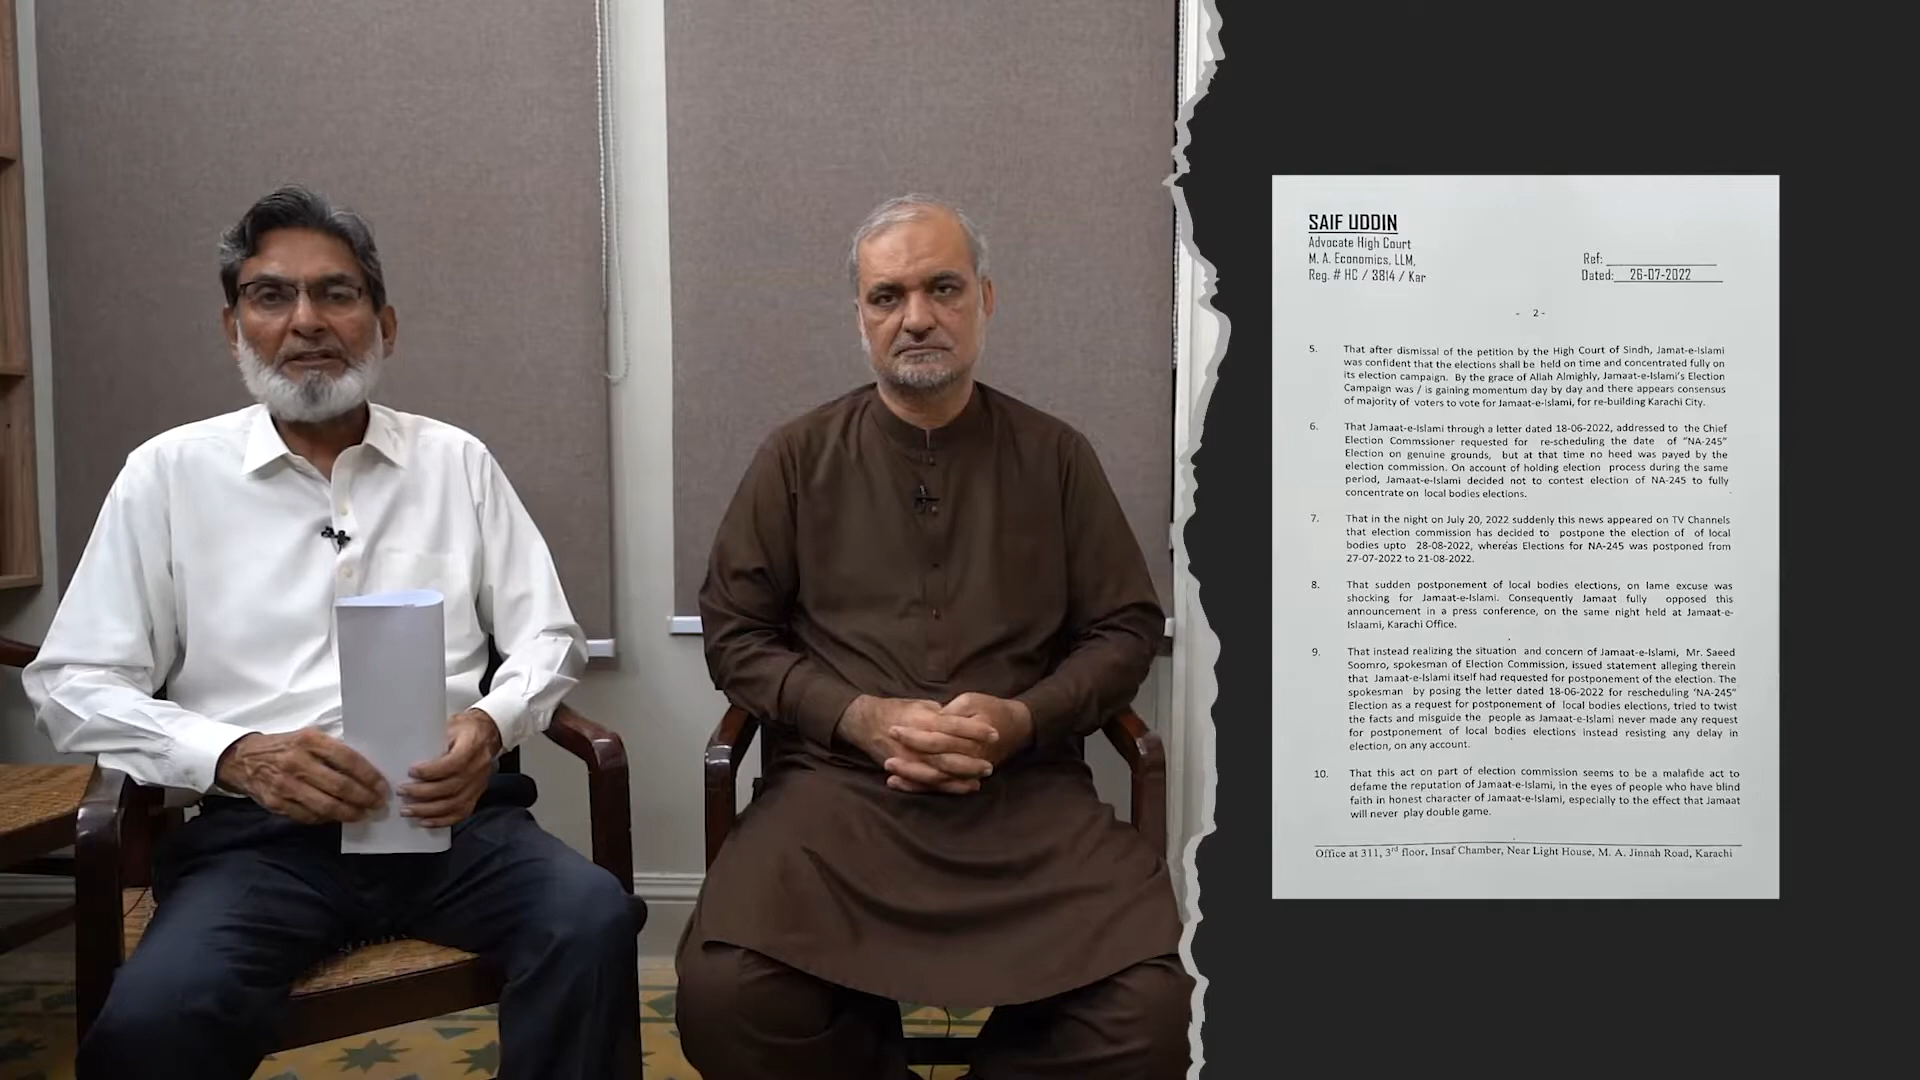 SAIF UDDIN
Advocate High Court
M. A. Economics, LLM,
Reg. # HC / 3814 / Kar
Ref:
Dated: 26-07-2022
- 2 -
5. That after dismissal of the petition by the High Court of Sindh, Jamat-e-Islami
was confident that the elections shall be held on time and concentrated fully on
its election campaign. By the grace of Allah Almighly, Jamaat-e-Islami's Election
Campaign was / is gaining momentum day by day and there appears consensus
of majority of voters to vote for Jamaat-e-Islami, for re-building Karachi City.
6. That Jamaat-e-Islami through a letter dated 18-06-2022, addressed to the Chief
Election Commssioner requested for re-scheduling the date of "NA-245"
Election on genuine grounds, but at that time no heed was payed by the
election commission. On account of holding election process during the same
period, Jamaat-e-Islami decided not to contest election of NA-245 to fully
concentrate on local bodies elections.
7. That in the night on July 20, 2022 suddenly this news appeared on TV Channels
that election commission has decided to postpone the election of of local
bodies upto 28-08-2022, whereas Elections for NA-245 was postponed from
27-07-2022 to 21-08-2022.
8. That sudden postponement of local bodies elections, on lame excuse was
shocking for Jamaat-e-Islami. Consequently Jamaat fully opposed this
announcement in a press conference, on the same night held at Jamaat-e-
Islaami, Karachi Office.
9. That instead realizing the situation and concern of Jamaat-e-Islami, Mr. Saeed
Soomro, spokesman of Election Commission, issued statement alleging therein
that Jamaat-e-Islami itself had requested for postponement of the election. The
spokesman by posing the letter dated 18-06-2022 for rescheduling 'NA-245"
Election as a request for postponement of local bodies elections, tried to twist
the facts and misguide the people as Jamaat-e-Islami never made any request
for postponement of local bodies elections instead resisting any delay in
election, on any account.
10. That this act on part of election commission seems to be a malafide act to
defame the reputation of Jamaat-e-Islami, in the eyes of people who have blind
faith in honest character of Jamaat-e-Islami, especially to the effect that Jamaat
will never play double game.
Office at 311, 3rd floor, Insaf Chamber, Near Light House, M. A. Jinnah Road, Karachi